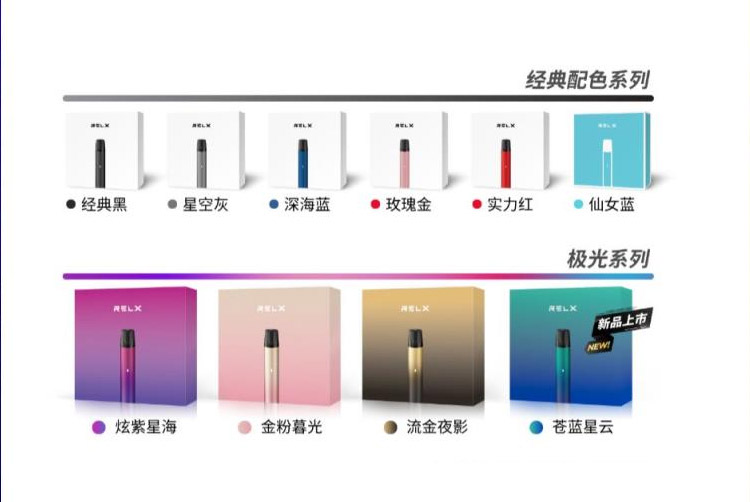 经典配色系列
RELX RELX RELX RELX RELX RELX
经典黑 星空灰 深海蓝 玫瑰金 实力红 仙女蓝
极光系列
RELX RELX RELX RELX
新品上市
NEW!
炫紫星海 金粉暮光 流金夜影 苍蓝星云